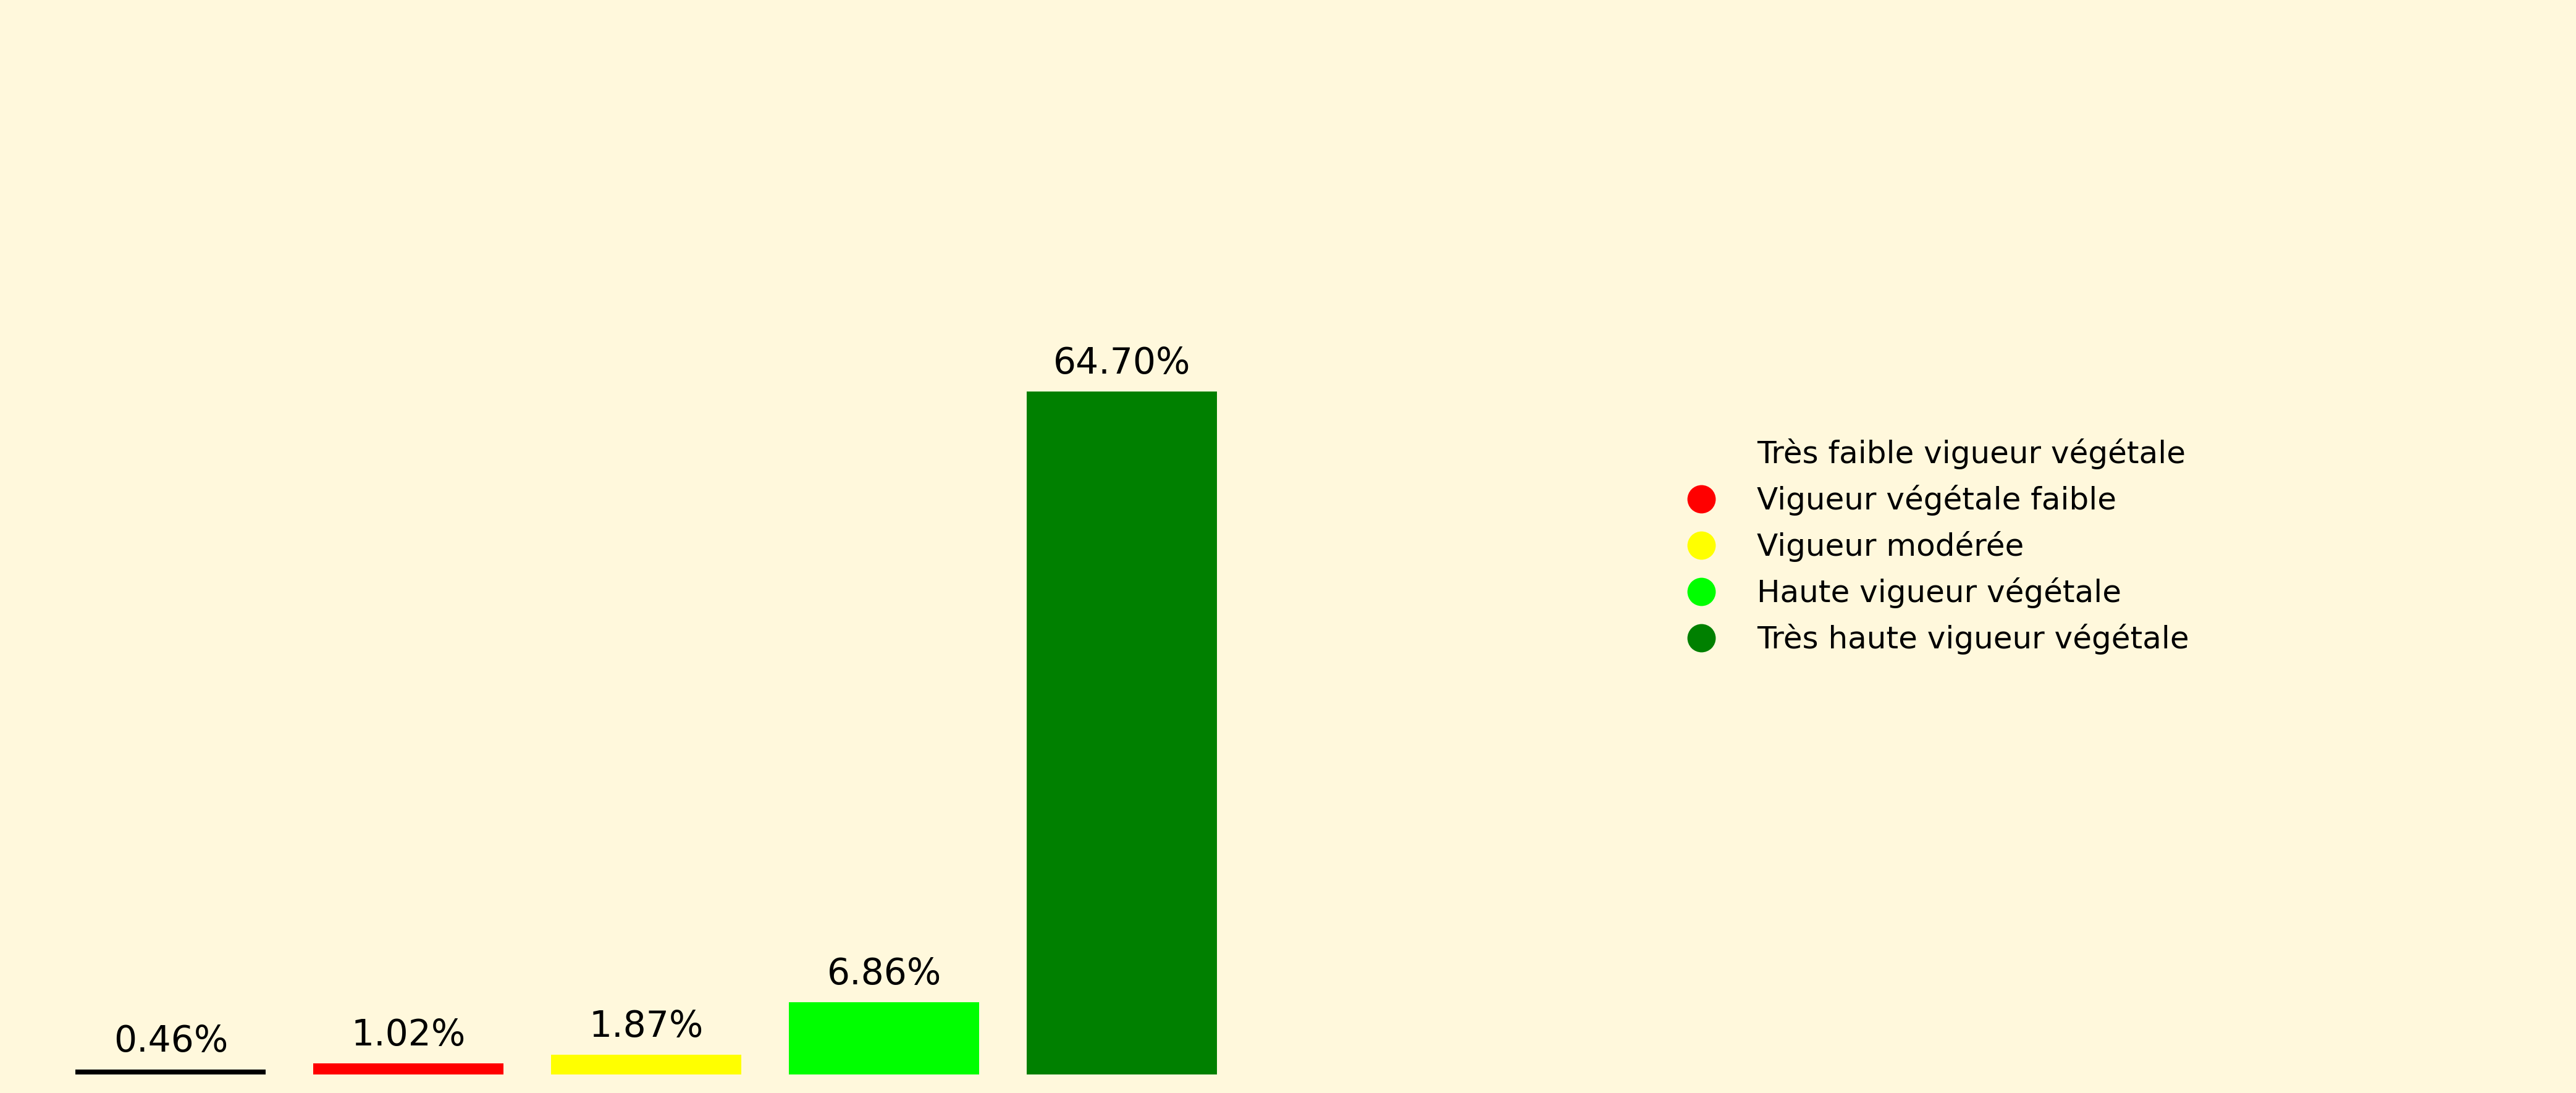 64.70%
Très faible vigueur végétale
Vigueur végétale faible
Vigueur modérée
Haute vigueur végétale
Très haute vigueur végétale
6.86%
1.87%
1.02%
0.46%